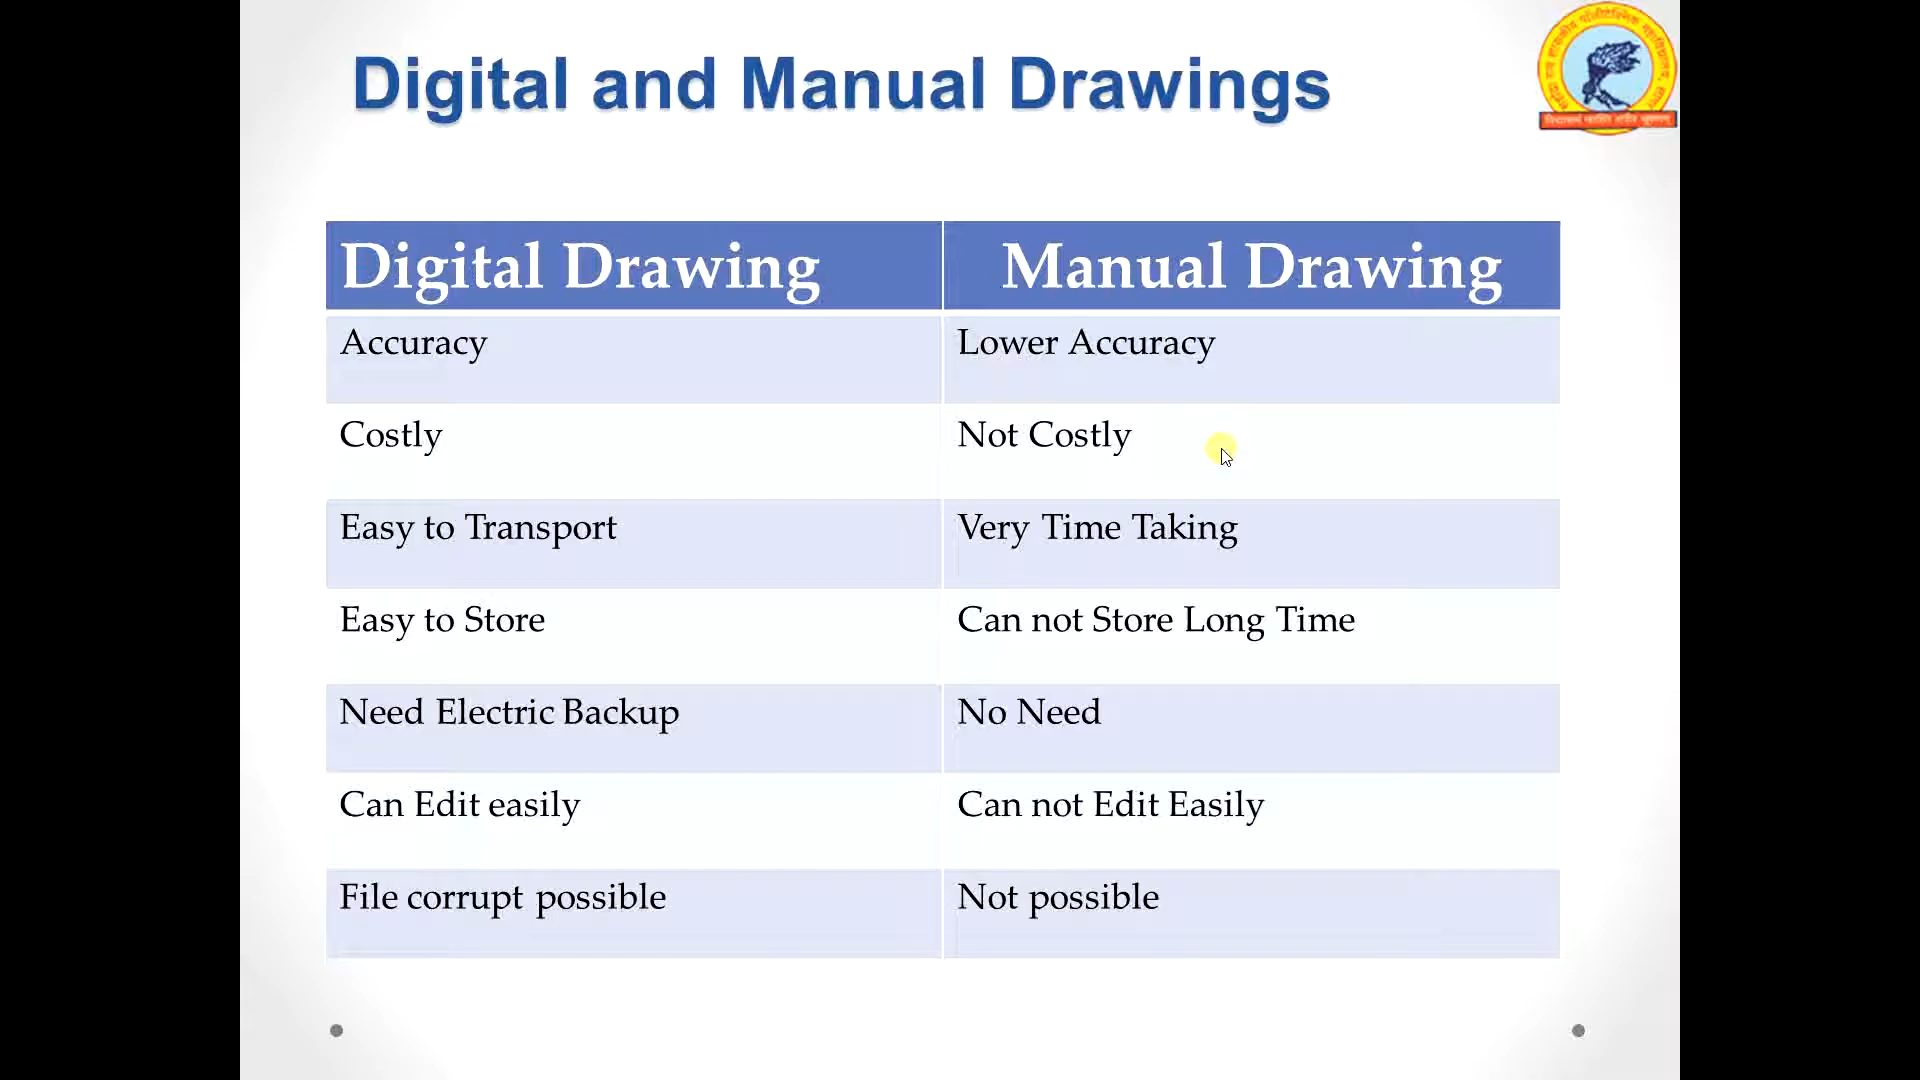 Digital and Manual Drawings
Digital Drawing Manual Drawing
Accuracy Lower Accuracy
Costly Not Costly
Easy to Transport Very Time Taking
Easy to Store Can not Store Long Time
Need Electric Backup No Need
Can Edit easily Can not Edit Easily
File corrupt possible Not possible